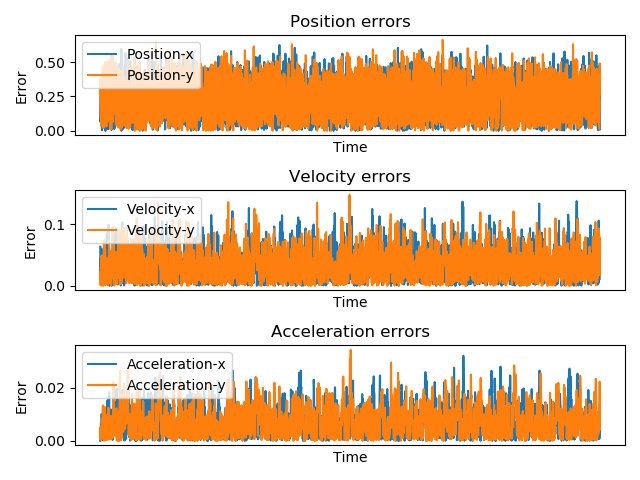 Position errors
Position-x
Position-y
0.50
0.25
0.00
Error
Time
Velocity errors
Velocity-x
Velocity-y
0.1
0.0
Error
Time
Acceleration errors
Acceleration-x
Acceleration-y
0.02
0.00
Error
Time